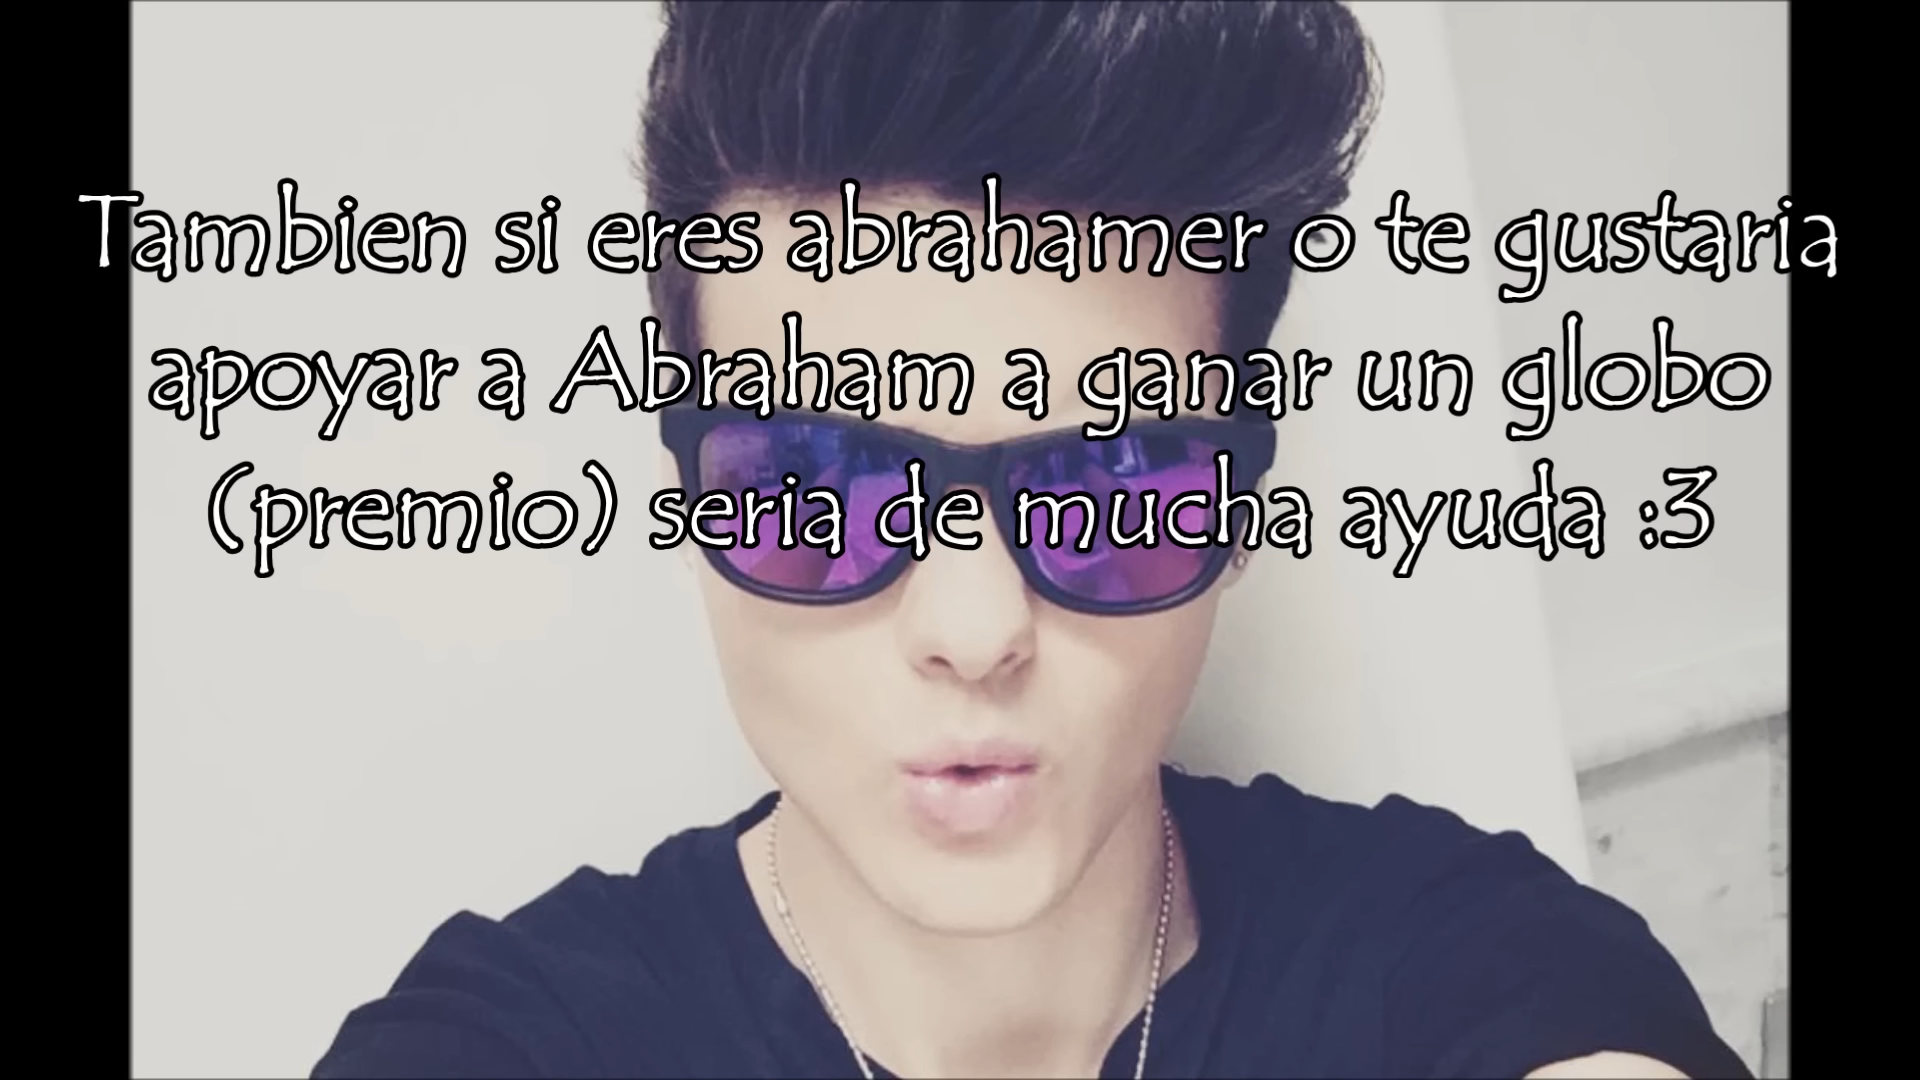 Tambien si eres abrahamer o te gustaria
apoyar a Abraham a ganar un globo
(premio) seria de mucha ayuda :3